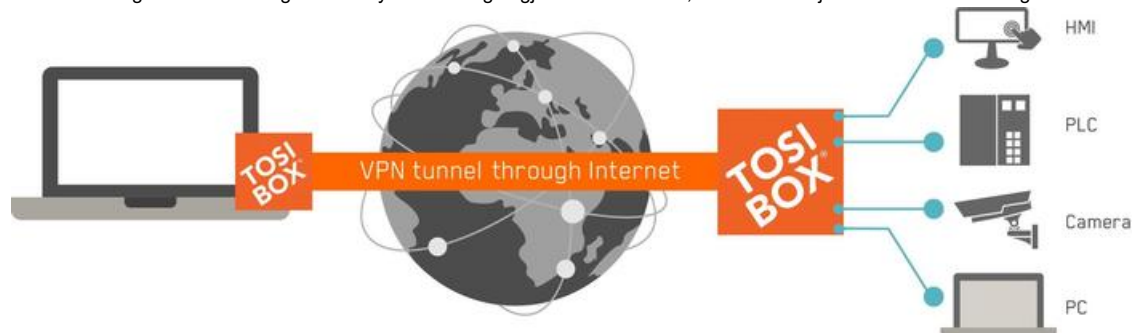 TOSI
BOX
VPN tunnel through Internet
TOSI
BOX®
HMI
PLC
Camera
PC